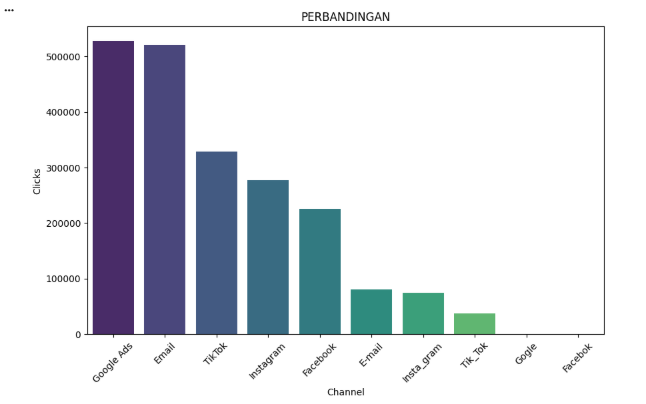 ...
PERBANDINGAN
Clicks
500000
400000
300000
200000
100000
0
Google Ads
Email
TikTok
Instagram
Facebook
E-mail
Insta_gram
Tik_Tok
Gogle
Facebok
Channel